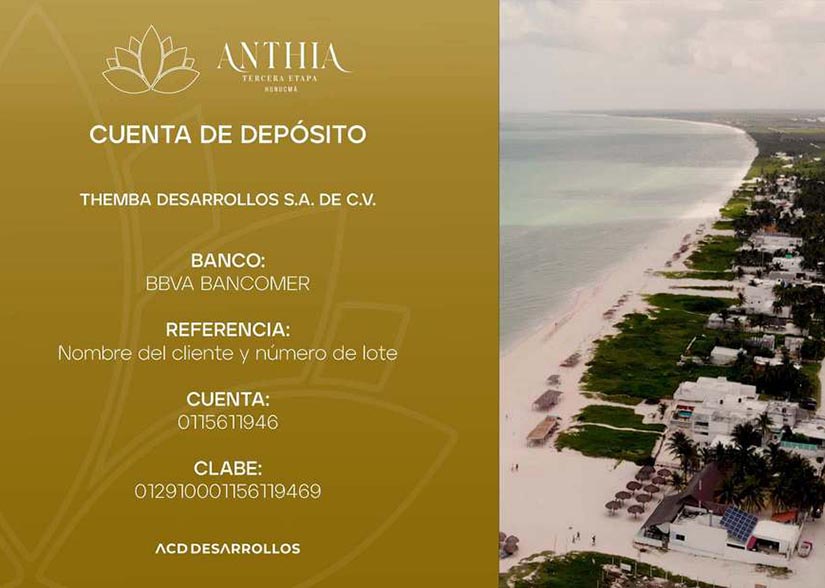 ANTHIA
TERCERA ETAPA
HUNUCMÁ
CUENTA DE DEPÓSITO
THEMBA DESARROLLOS S.A. DE C.V.
BANCO:
BBVA BANCOMER
REFERENCIA:
Nombre del cliente y número de lote
CUENTA:
0115611946
CLABE:
012910001156119469
ACD DESARROLLOS